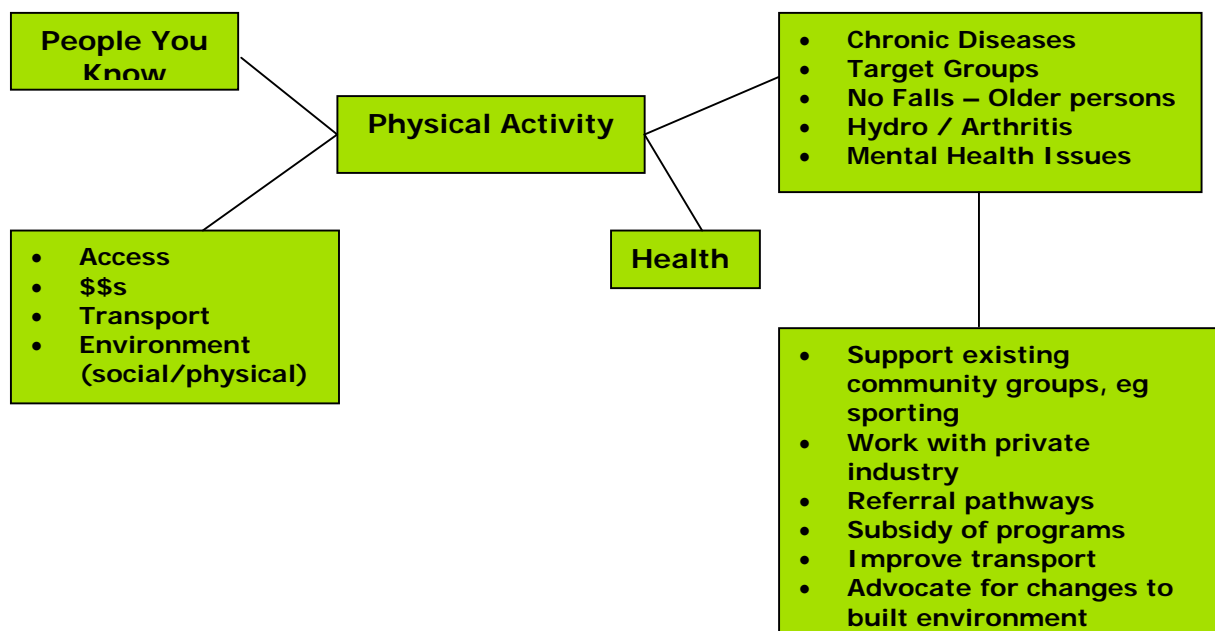 People You
Know
Physical Activity
• Chronic Diseases
• Target Groups
• No Falls – Older persons
• Hydro / Arthritis
• Mental Health Issues
• Access
• $$s
• Transport
• Environment
(social/physical)
Health
• Support existing
community groups, eg
sporting
• Work with private
industry
• Referral pathways
• Subsidy of programs
• Improve transport
• Advocate for changes to
built environment